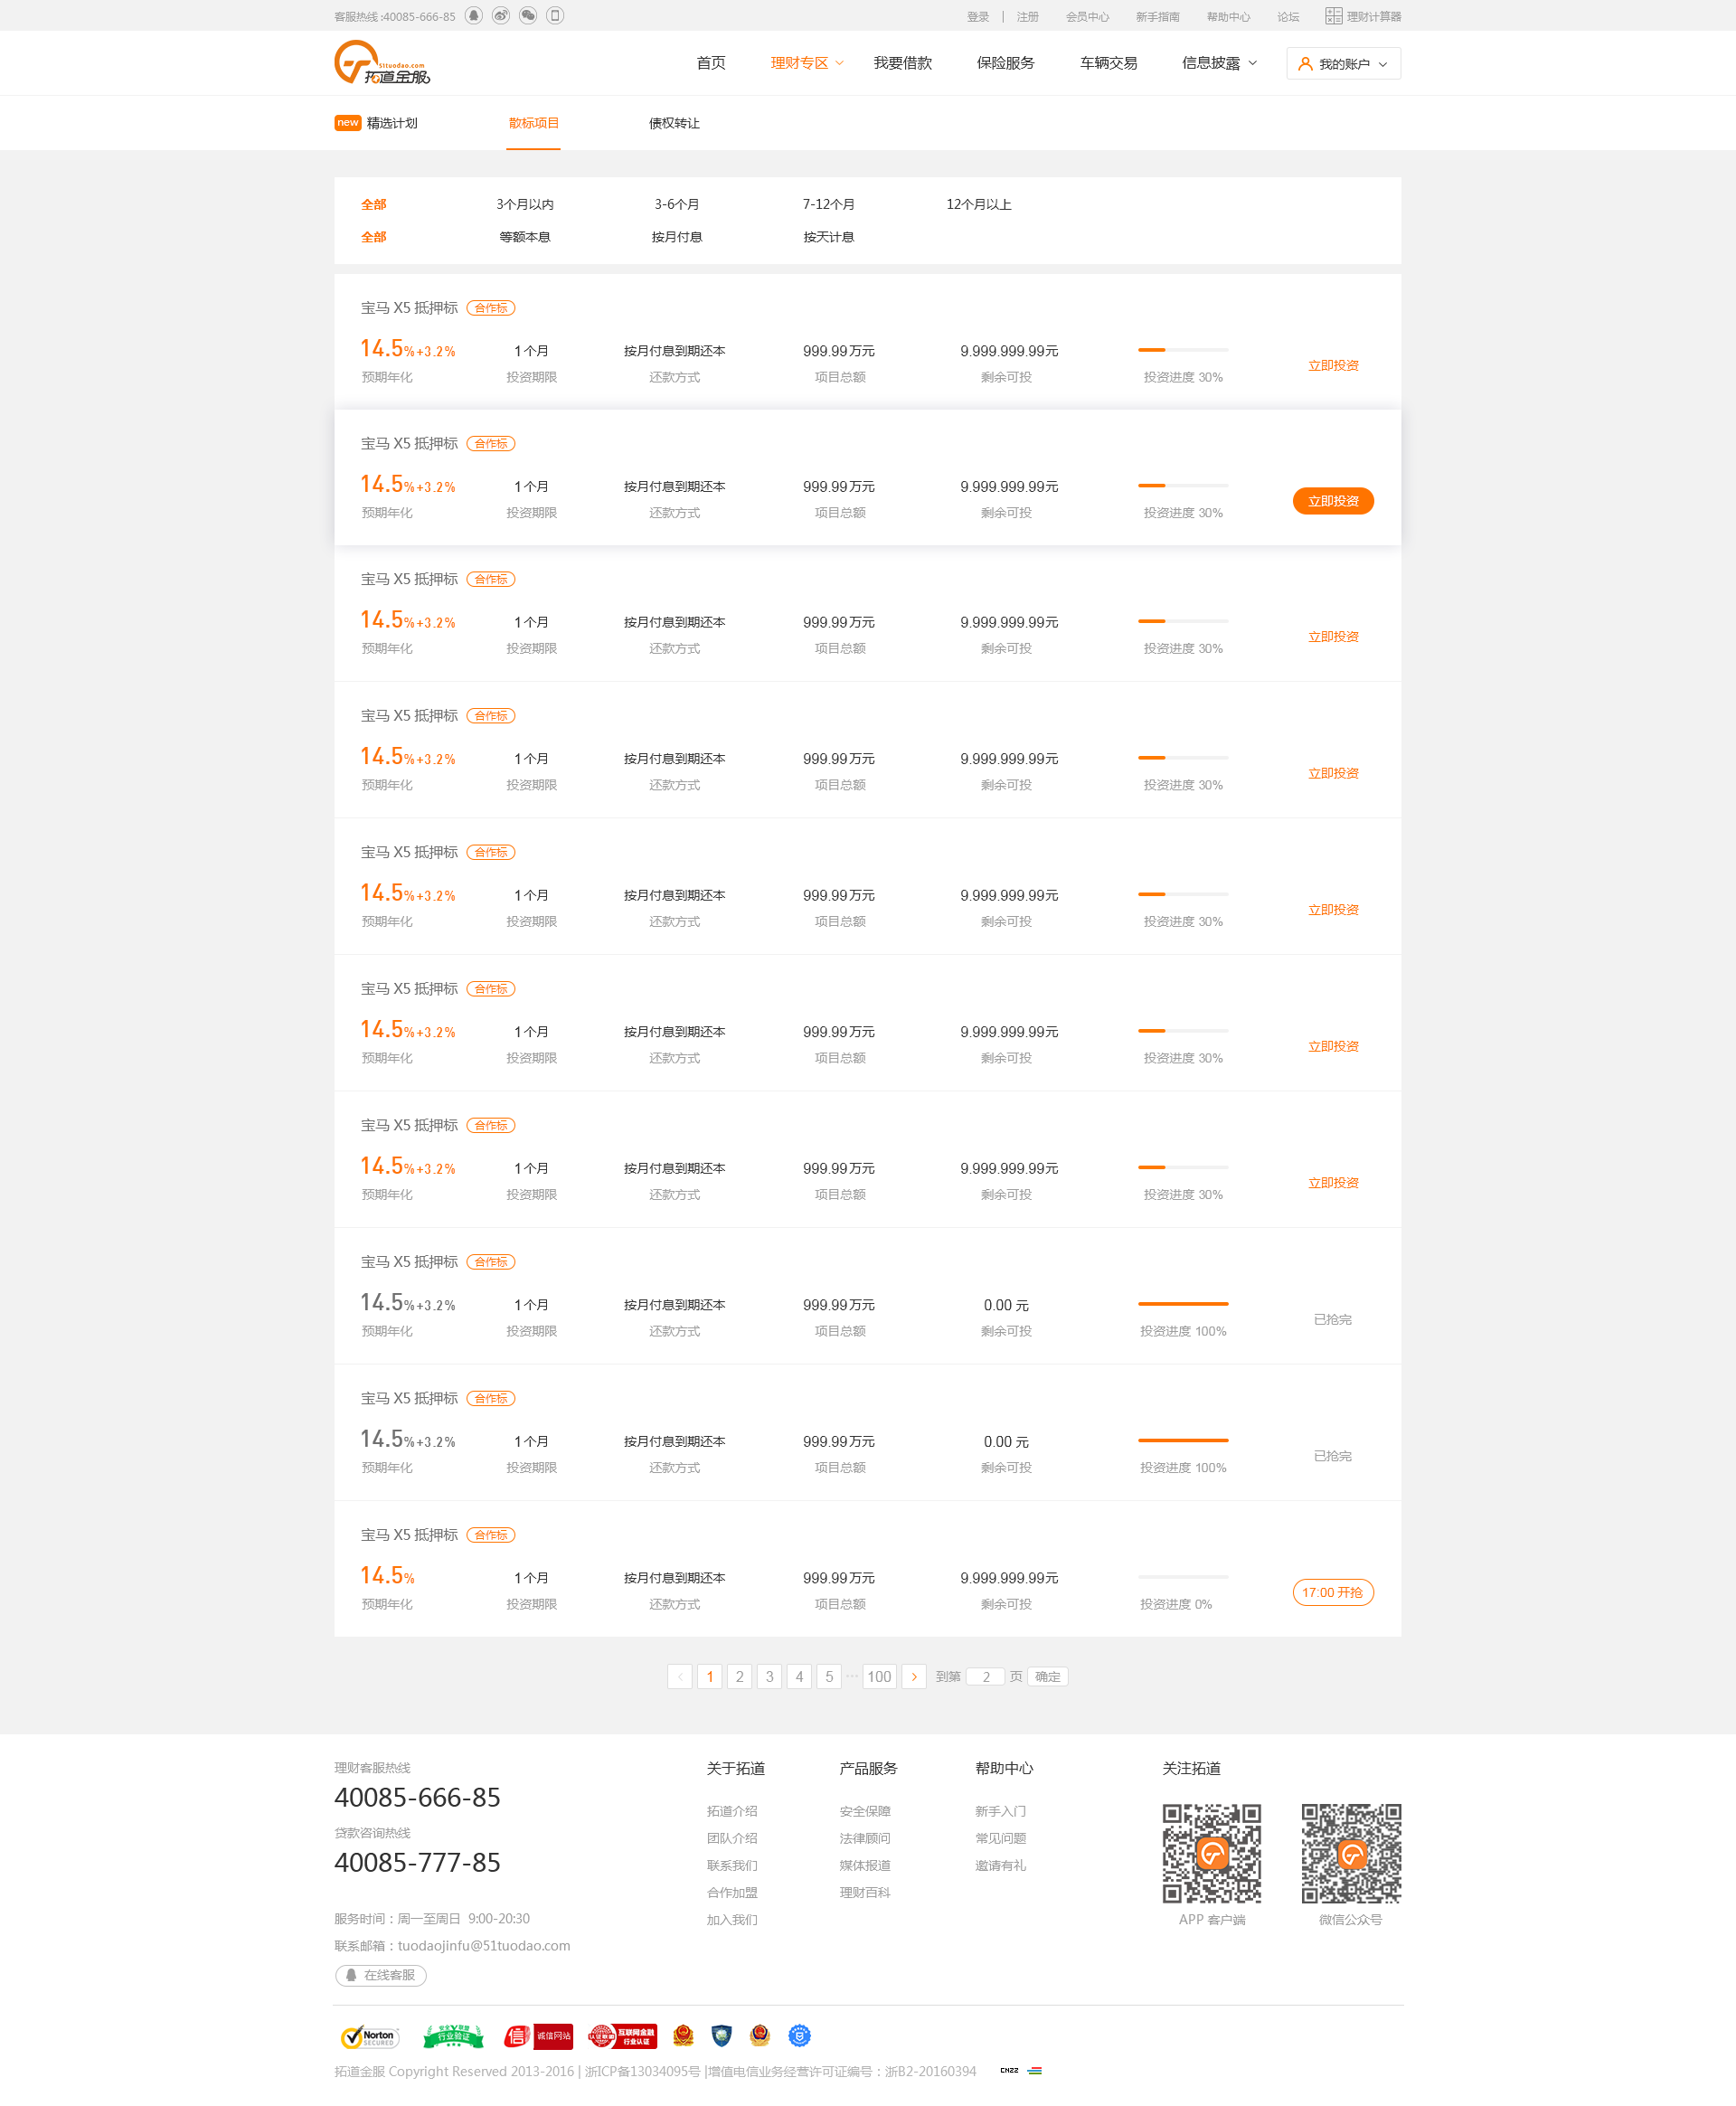 客服热线 :40085-666-85
登录 | 注册 会员中心 新手指南 帮助中心 论坛 理财计算器
51tuodao.com
拓道金服
首页 理财专区 我要借款 保险服务 车辆交易 信息披露 我的账户
new 精选计划 散标项目 债权转让
全部 3个月以内 3-6个月 7-12个月 12个月以上
全部 等额本息 按月付息 按天计息
宝马 X5 抵押标 合作标
14.5%+3.2% 1个月 按月付息到期还本 999.99万元 9.999.999.99元
立即投资
预期年化 投资期限 还款方式 项目总额 剩余可投 投资进度 30%
宝马 X5 抵押标 合作标
14.5%+3.2% 1个月 按月付息到期还本 999.99万元 9.999.999.99元
立即投资
预期年化 投资期限 还款方式 项目总额 剩余可投 投资进度 30%
宝马 X5 抵押标 合作标
14.5%+3.2% 1个月 按月付息到期还本 999.99万元 9.999.999.99元
立即投资
预期年化 投资期限 还款方式 项目总额 剩余可投 投资进度 30%
宝马 X5 抵押标 合作标
14.5%+3.2% 1个月 按月付息到期还本 999.99万元 9.999.999.99元
立即投资
预期年化 投资期限 还款方式 项目总额 剩余可投 投资进度 30%
宝马 X5 抵押标 合作标
14.5%+3.2% 1个月 按月付息到期还本 999.99万元 9.999.999.99元
立即投资
预期年化 投资期限 还款方式 项目总额 剩余可投 投资进度 30%
宝马 X5 抵押标 合作标
14.5%+3.2% 1个月 按月付息到期还本 999.99万元 9.999.999.99元
立即投资
预期年化 投资期限 还款方式 项目总额 剩余可投 投资进度 30%
宝马 X5 抵押标 合作标
14.5%+3.2% 1个月 按月付息到期还本 999.99万元 9.999.999.99元
立即投资
预期年化 投资期限 还款方式 项目总额 剩余可投 投资进度 30%
宝马 X5 抵押标 合作标
14.5%+3.2% 1个月 按月付息到期还本 999.99万元 0.00 元
已抢完
预期年化 投资期限 还款方式 项目总额 剩余可投 投资进度 100%
宝马 X5 抵押标 合作标
14.5%+3.2% 1个月 按月付息到期还本 999.99万元 0.00 元
已抢完
预期年化 投资期限 还款方式 项目总额 剩余可投 投资进度 100%
宝马 X5 抵押标 合作标
14.5% 1个月 按月付息到期还本 999.99万元 9.999.999.99元
17:00 开抢
预期年化 投资期限 还款方式 项目总额 剩余可投 投资进度 0%
< 1 2 3 4 5 ... 100 > 到第 2 页 确定
理财客服热线 关于拓道 产品服务 帮助中心 关注拓道
40085-666-85
拓道介绍 安全保障 新手入门
贷款咨询热线 团队介绍 法律顾问 常见问题
40085-777-85 联系我们 媒体报道 邀请有礼
合作加盟 理财百科
服务时间：周一至周日 9:00-20:30 加入我们 APP 客户端 微信公众号
联系邮箱：tuodaojinfu@51tuodao.com
在线客服
Norton SECURED 安全联盟 行业验证 信 诚信网站 认证联盟 互联网金融 行业认证
拓道金服 Copyright Reserved 2013-2016 | 浙ICP备13034095号 |增值电信业务经营许可证编号：浙B2-20160394 CNZZ